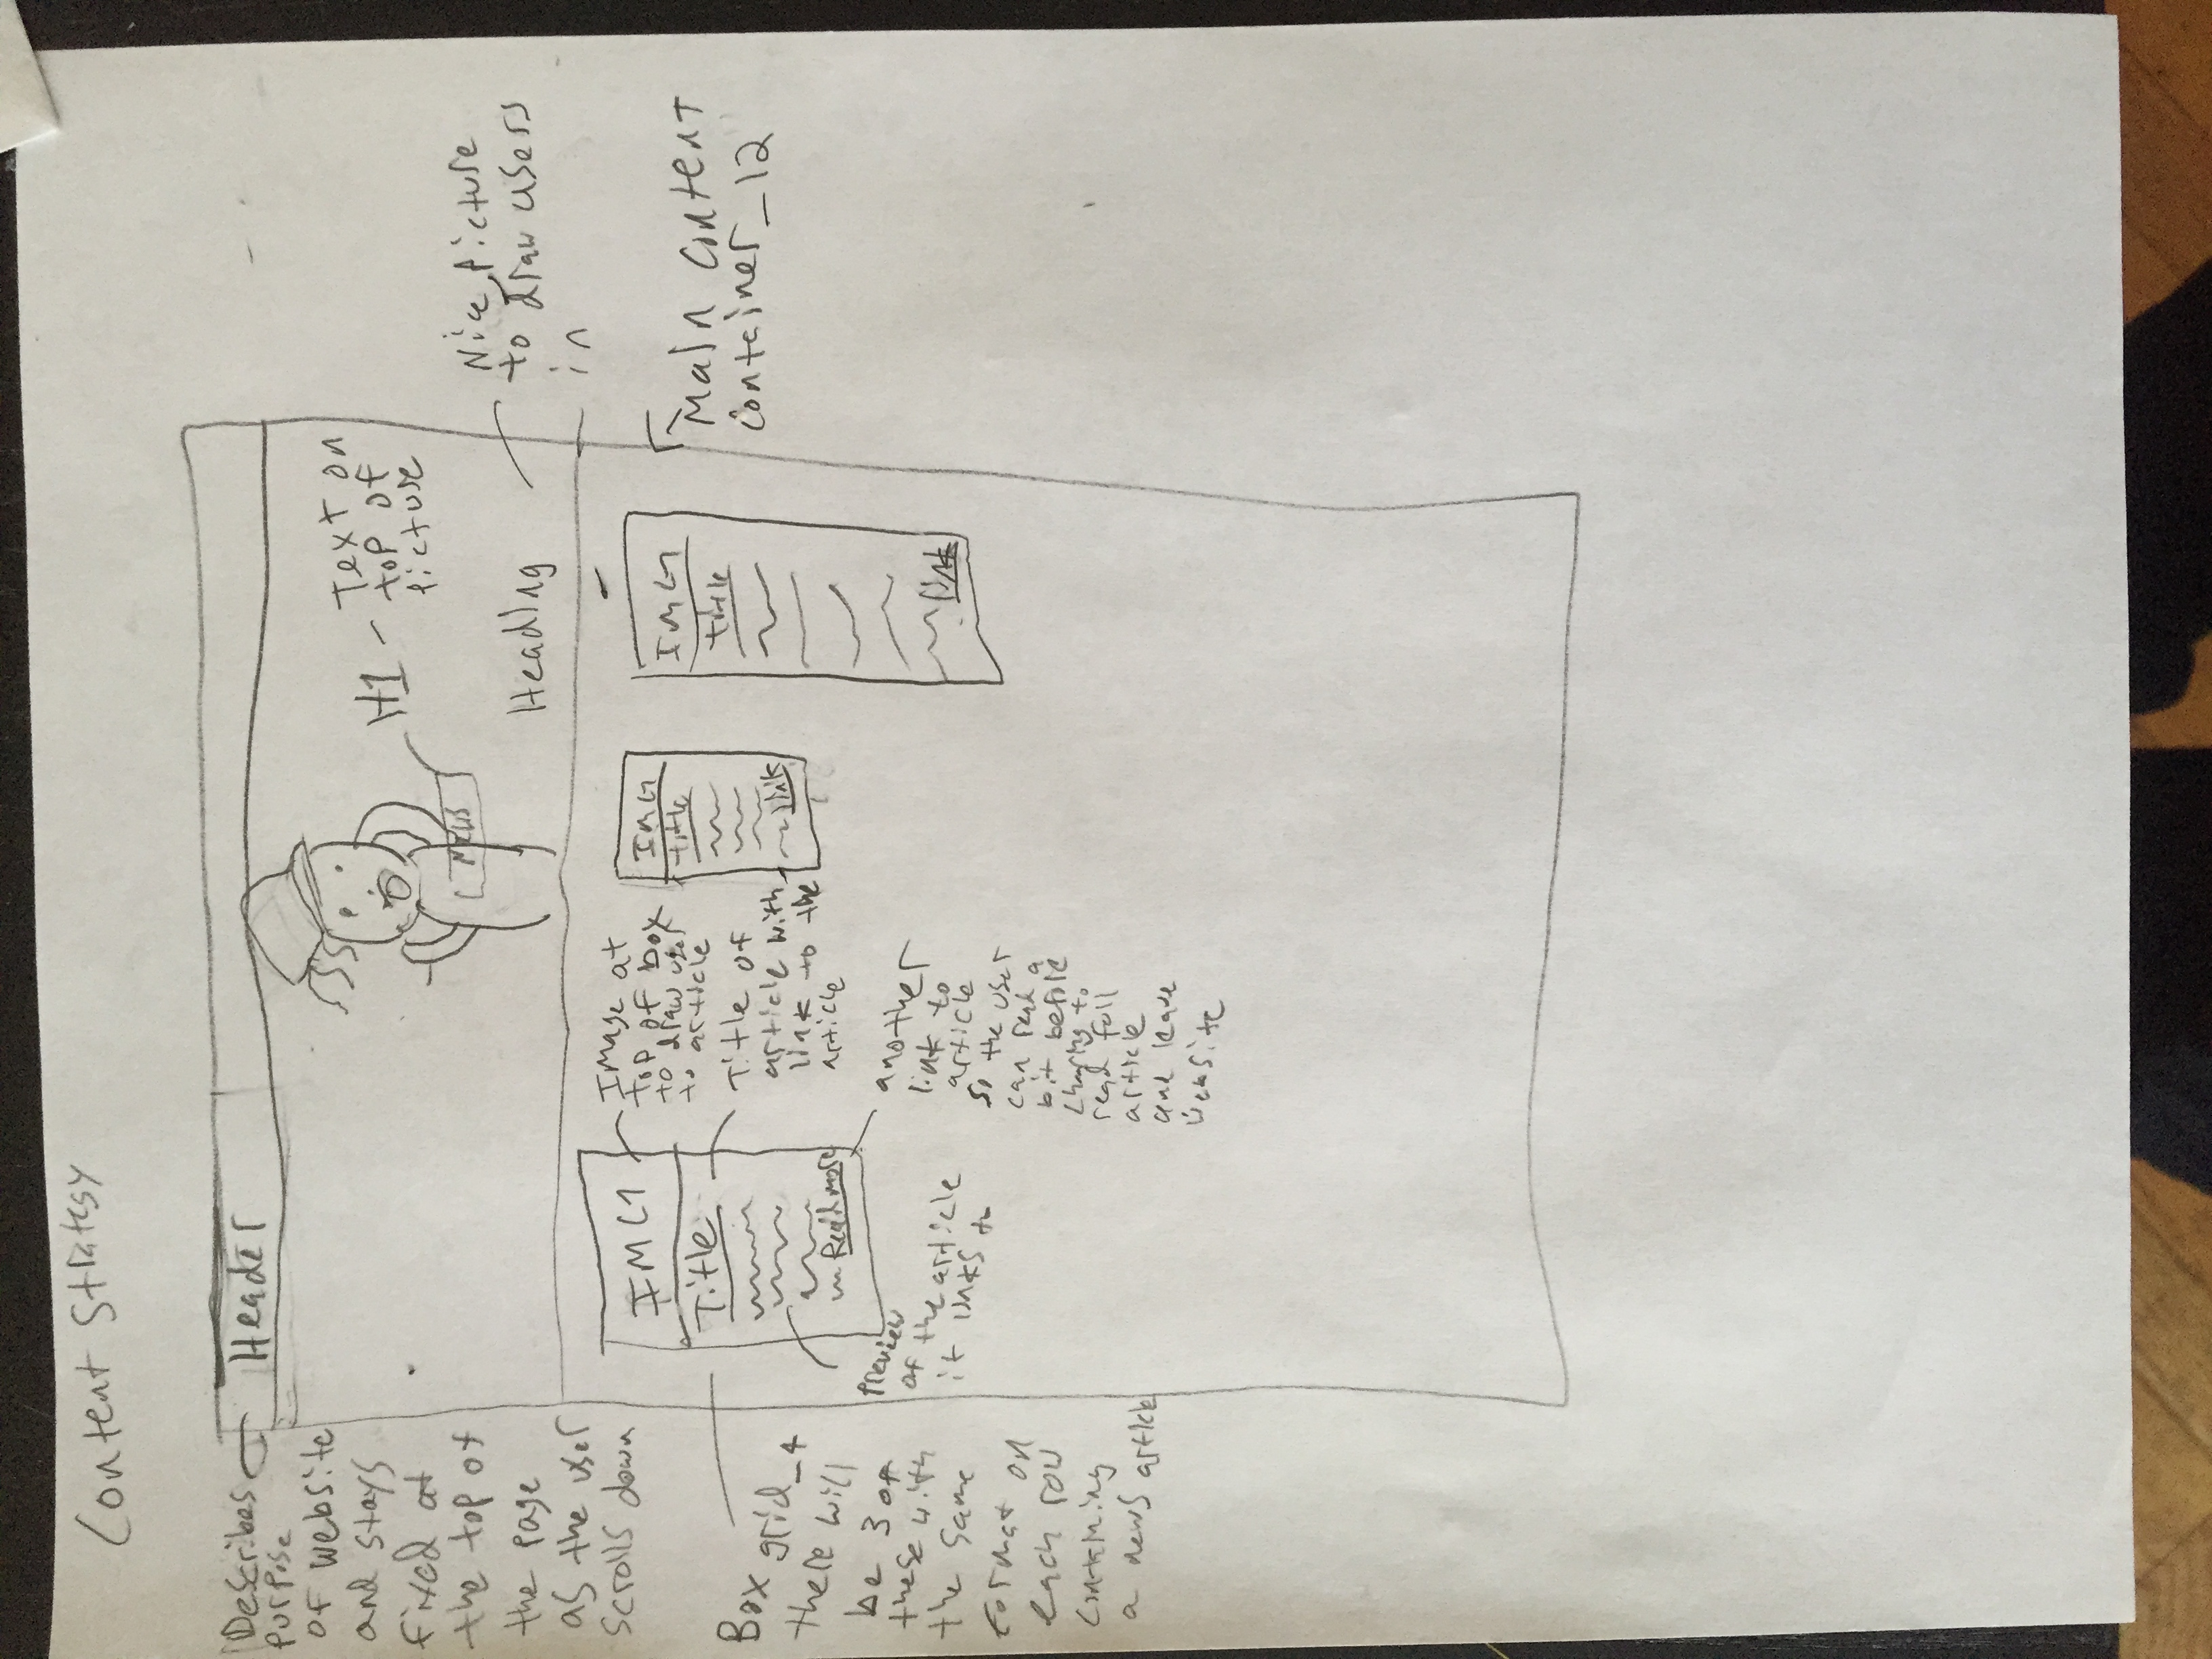 Content Strategy
Describes
purpose
of website
and stays
fixed at
the top of
the page
as the user
scrolls down
Header
H1 - Text on
top of
picture
News
Heading
Nice picture
to draw users
in
Main content
container_12
Box grid_4
there will
be 3 of
these with
the same
format on
each row
containing
a news article
IMG
Title
Read more
Preview
of the article
it links to
Image at
top of box
to draw user
to article
Title of
article with
link to the
article
another
link to
article
so the user
can read a
bit before
read full
article
and leave
website
IMG
title
link
IMG
title
link